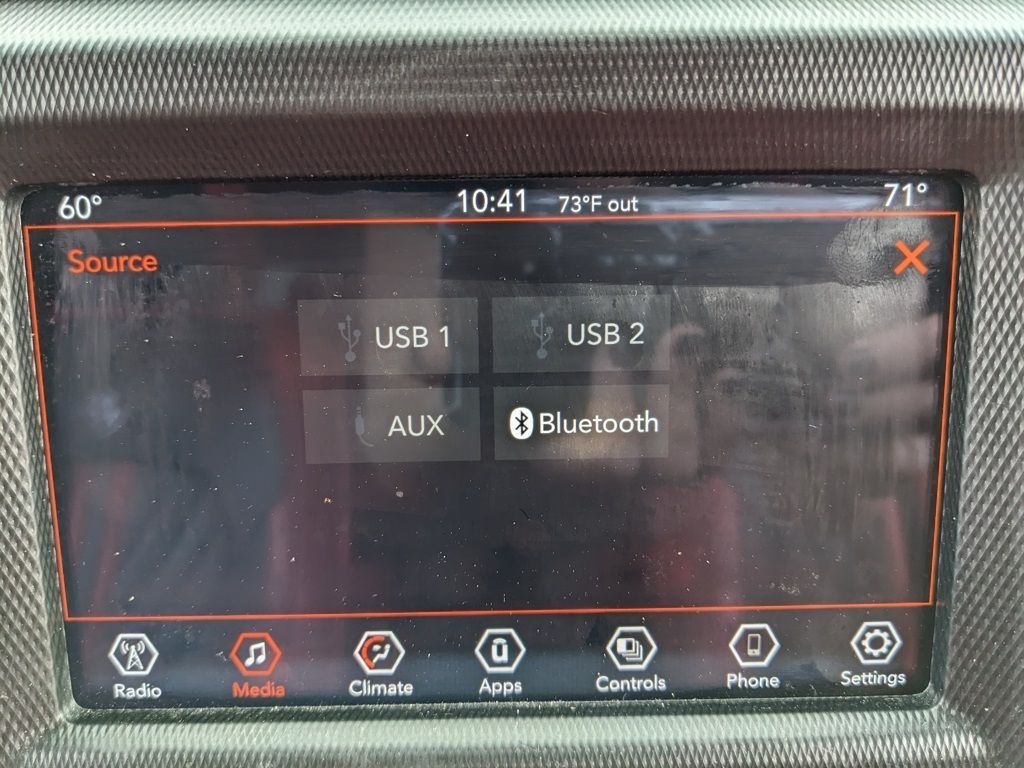 60° 10:41 73°F out 71°
Source
USB 1 USB 2
AUX Bluetooth
Radio Media Climate Apps Controls Phone Settings